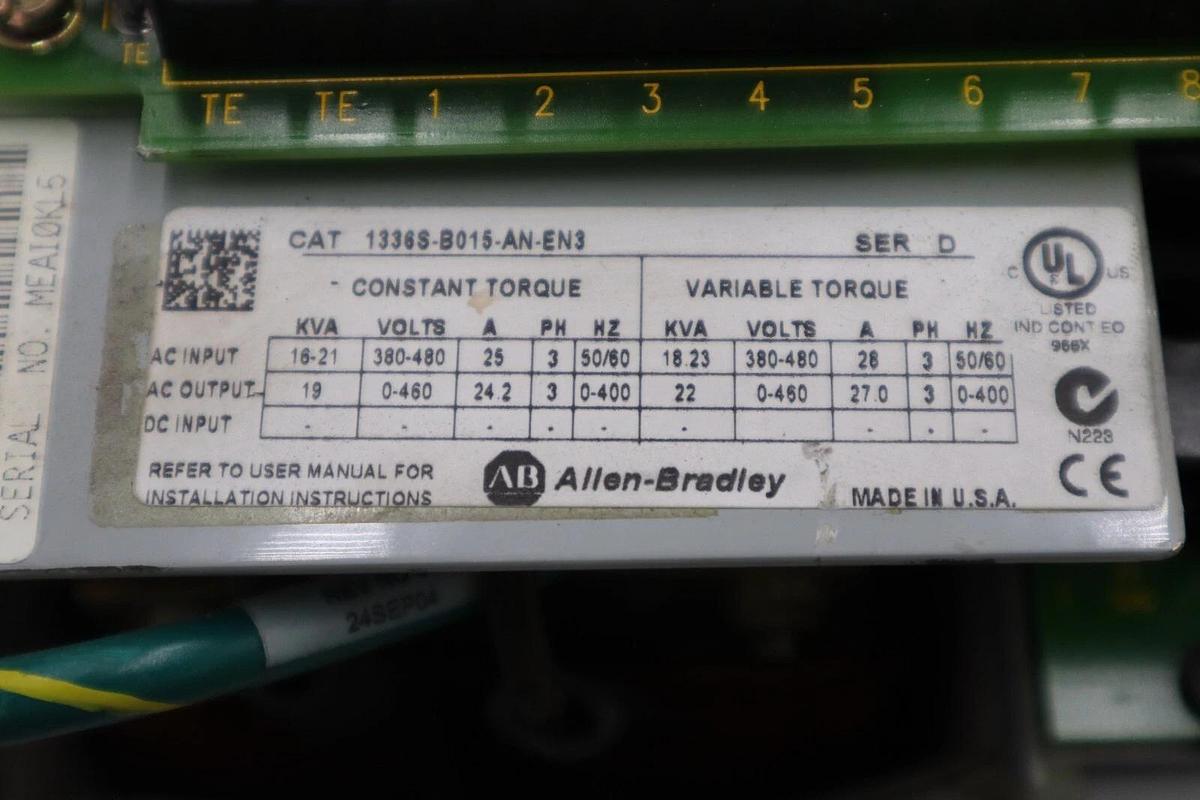 TE
TE TE 1 2 3 4 5 6 7 8
SERIAL NO. MEAI0KL5
CAT 1336S-B015-AN-EN3 SER D
CONSTANT TORQUE VARIABLE TORQUE
KVA VOLTS A PH HZ KVA VOLTS A PH HZ
AC INPUT 16-21 380-480 25 3 50/60 18.23 380-480 28 3 50/60
AC OUTPUT 19 0-460 24.2 3 0-400 22 0-460 27.0 3 0-400
DC INPUT - - - - - - - - - -
REFER TO USER MANUAL FOR
INSTALLATION INSTRUCTIONS
AB Allen-Bradley
MADE IN U.S.A.
C UL US
LISTED
IND CONT EQ
966X
N223
CE
24SEP04